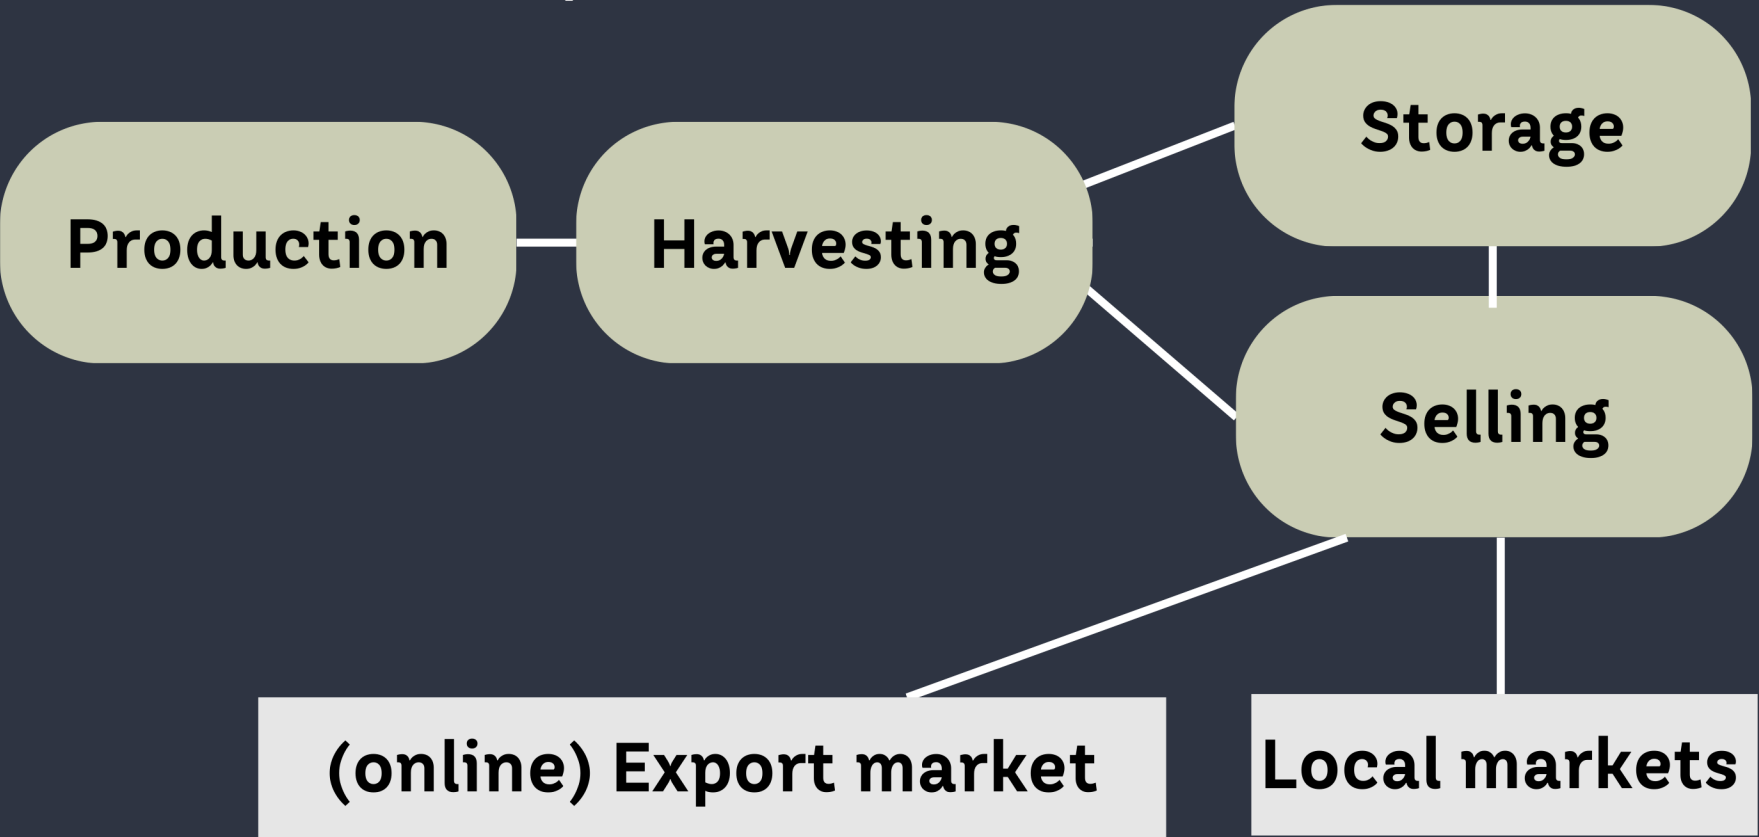 Storage
Production
Harvesting
Selling
(online) Export market
Local markets